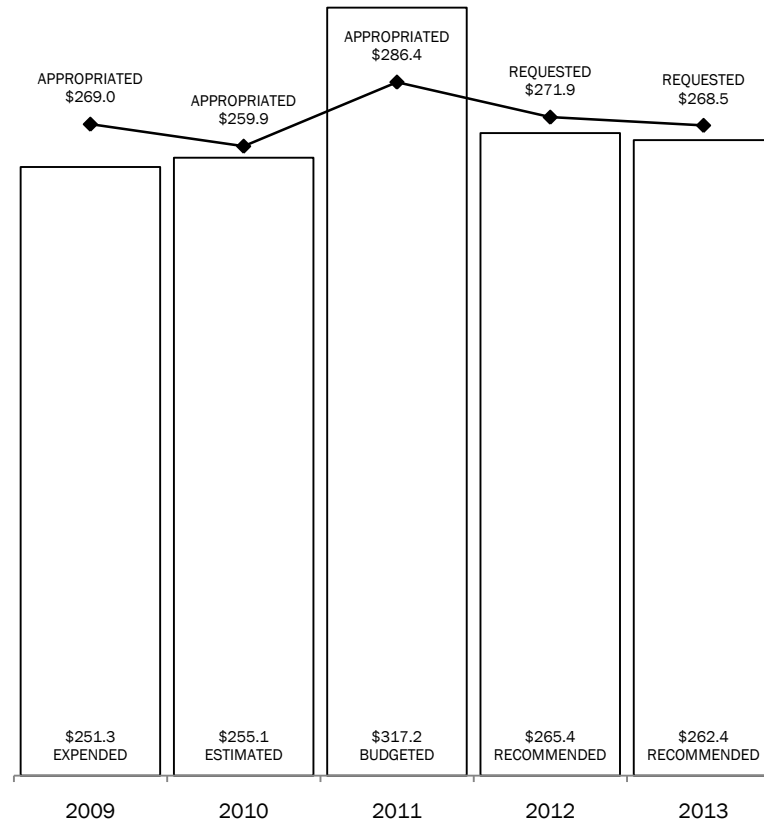 APPROPRIATED
$286.4
APPROPRIATED
$269.0
APPROPRIATED
$259.9
REQUESTED
$271.9
REQUESTED
$268.5
$251.3
EXPENDED
$255.1
ESTIMATED
$317.2
BUDGETED
$265.4
RECOMMENDED
$262.4
RECOMMENDED
2009
2010
2011
2012
2013